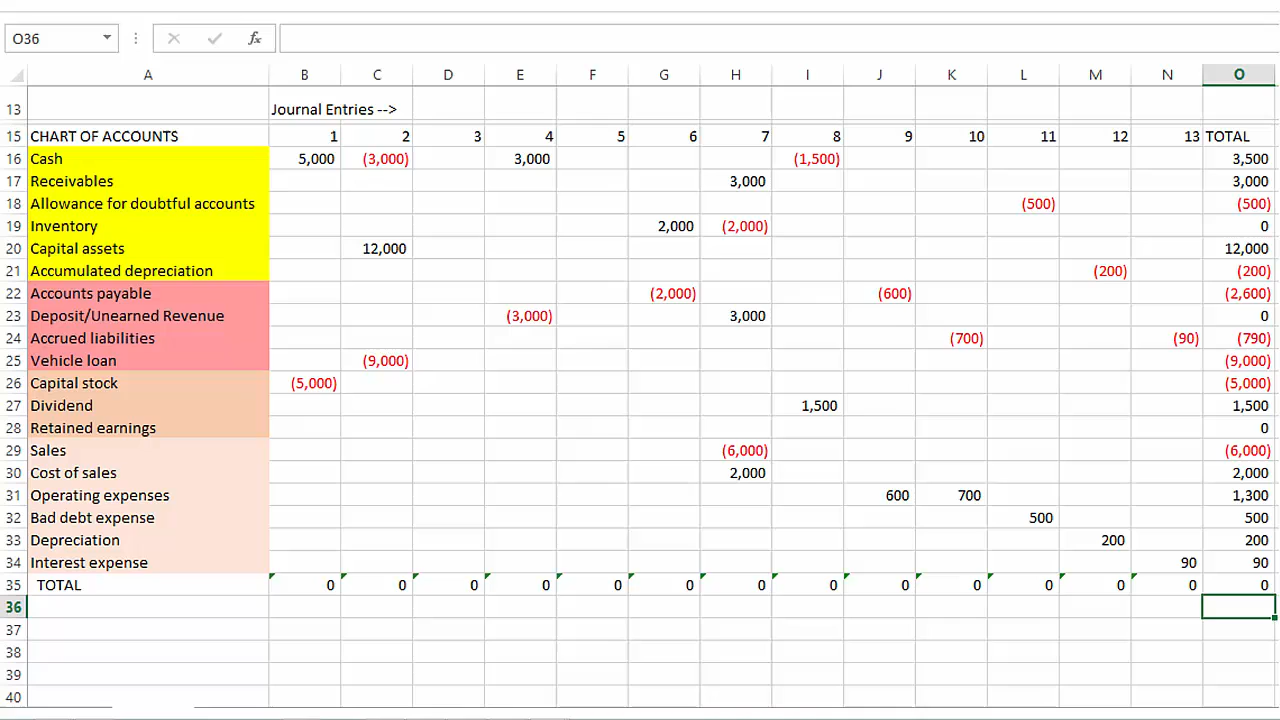 O36 fx
A B C D E F G H I J K L M N O
13 Journal Entries -->
15 CHART OF ACCOUNTS 1 2 3 4 5 6 7 8 9 10 11 12 13 TOTAL
16 Cash 5,000 (3,000) 3,000 (1,500) 3,500
17 Receivables 3,000 3,000
18 Allowance for doubtful accounts (500) (500)
19 Inventory 2,000 (2,000) 0
20 Capital assets 12,000 12,000
21 Accumulated depreciation (200) (200)
22 Accounts payable (2,000) (600) (2,600)
23 Deposit/Unearned Revenue (3,000) 3,000 0
24 Accrued liabilities (700) (90) (790)
25 Vehicle loan (9,000) (9,000)
26 Capital stock (5,000) (5,000)
27 Dividend 1,500 1,500
28 Retained earnings 0
29 Sales (6,000) (6,000)
30 Cost of sales 2,000 2,000
31 Operating expenses 600 700 1,300
32 Bad debt expense 500 500
33 Depreciation 200 200
34 Interest expense 90 90
35 TOTAL 0 0 0 0 0 0 0 0 0 0 0 0 0 0
36
37
38
39
40